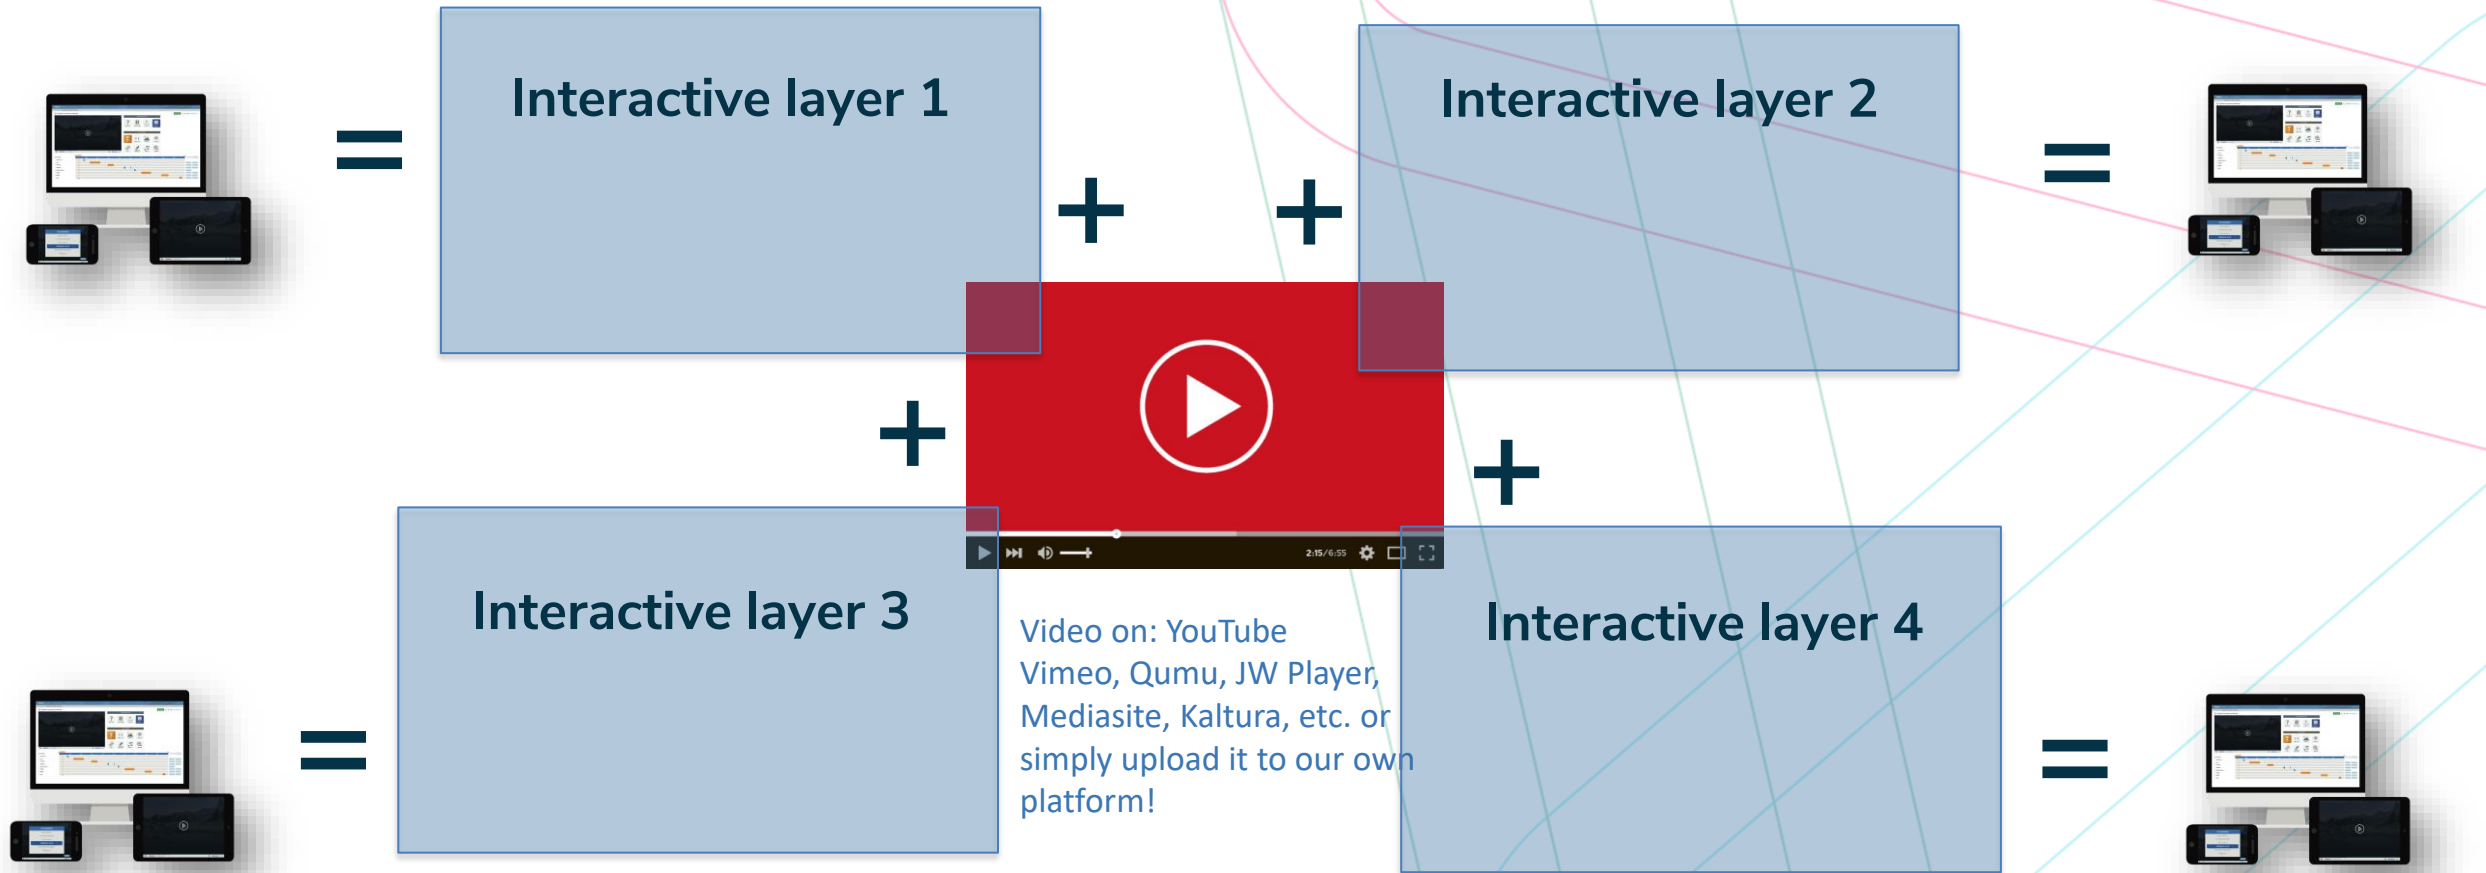 Interactive layer 1
Interactive layer 2
=
=
+
+
+
+
2:15/6:55
Interactive layer 3
Interactive layer 4
Video on: YouTube
Vimeo, Qumu, JW Player,
Mediasite, Kaltura, etc. or
simply upload it to our own
platform!
=
=